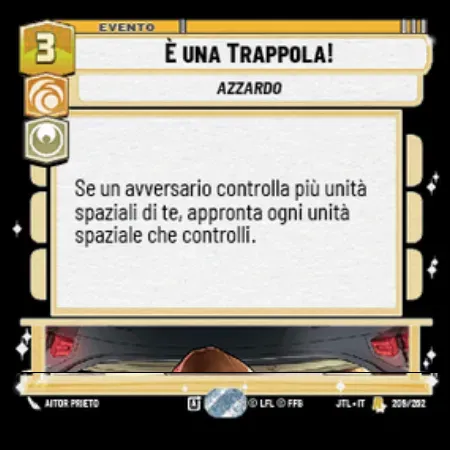 EVENTO
3
È UNA TRAPPOLA!
AZZARDO
Se un avversario controlla più unità
spaziali di te, appronta ogni unità
spaziale che controlli.
AITOR PRIETO
© LFL © FFG
JTL • IT
209/262